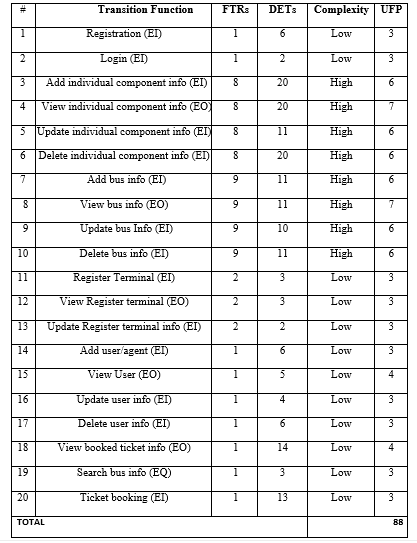 # Transition Function FTRs DETs Complexity UFP
1 Registration (EI) 1 6 Low 3
2 Login (EI) 1 2 Low 3
3 Add individual component info (EI) 8 20 High 6
4 View individual component info (EO) 8 20 High 7
5 Update individual component info (EI) 8 11 High 6
6 Delete individual component info (EI) 8 20 High 6
7 Add bus info (EI) 9 11 High 6
8 View bus info (EO) 9 11 High 7
9 Update bus Info (EI) 9 10 High 6
10 Delete bus info (EI) 9 11 High 6
11 Register Terminal (EI) 2 3 Low 3
12 View Register terminal (EO) 2 3 Low 3
13 Update Register terminal info (EI) 2 2 Low 3
14 Add user/agent (EI) 1 6 Low 3
15 View User (EO) 1 5 Low 4
16 Update user info (EI) 1 4 Low 3
17 Delete user info (EI) 1 6 Low 3
18 View booked ticket info (EO) 1 14 Low 4
19 Search bus info (EQ) 1 3 Low 3
20 Ticket booking (EI) 1 13 Low 3
TOTAL 88